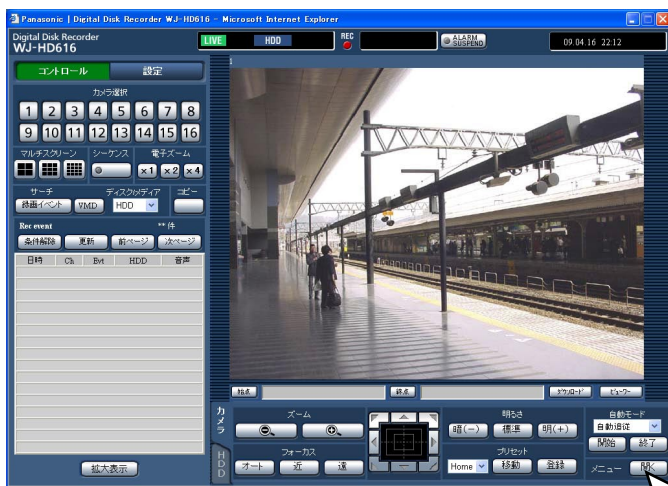 Panasonic | Digital Disk Recorder WJ-HD616 - Microsoft Internet Explorer
Digital Disk Recorder
WJ-HD616
LIVE HDD REC ALARM SUSPEND 09.04.16 22:12
コントロール 設定
カメラ選択
1 2 3 4 5 6 7 8
9 10 11 12 13 14 15 16
マルチスクリーン シーケンス 電子ズーム
×1 ×2 ×4
サーチ ディスク/メディア コピー
録画イベント VMD HDD
Rec event ** 件
条件解除 更新 前ページ 次ページ
日時 Ch Evt HDD 音声
拡大表示
始点 終点 ダウンロード ビューワー
カメラ
HDD
ズーム 明るさ 自動モード
暗(－) 標準 明(＋) 自動追従
開始 終了
フォーカス プリセット
オート 近 遠 Home 移動 登録 メニュー 開く